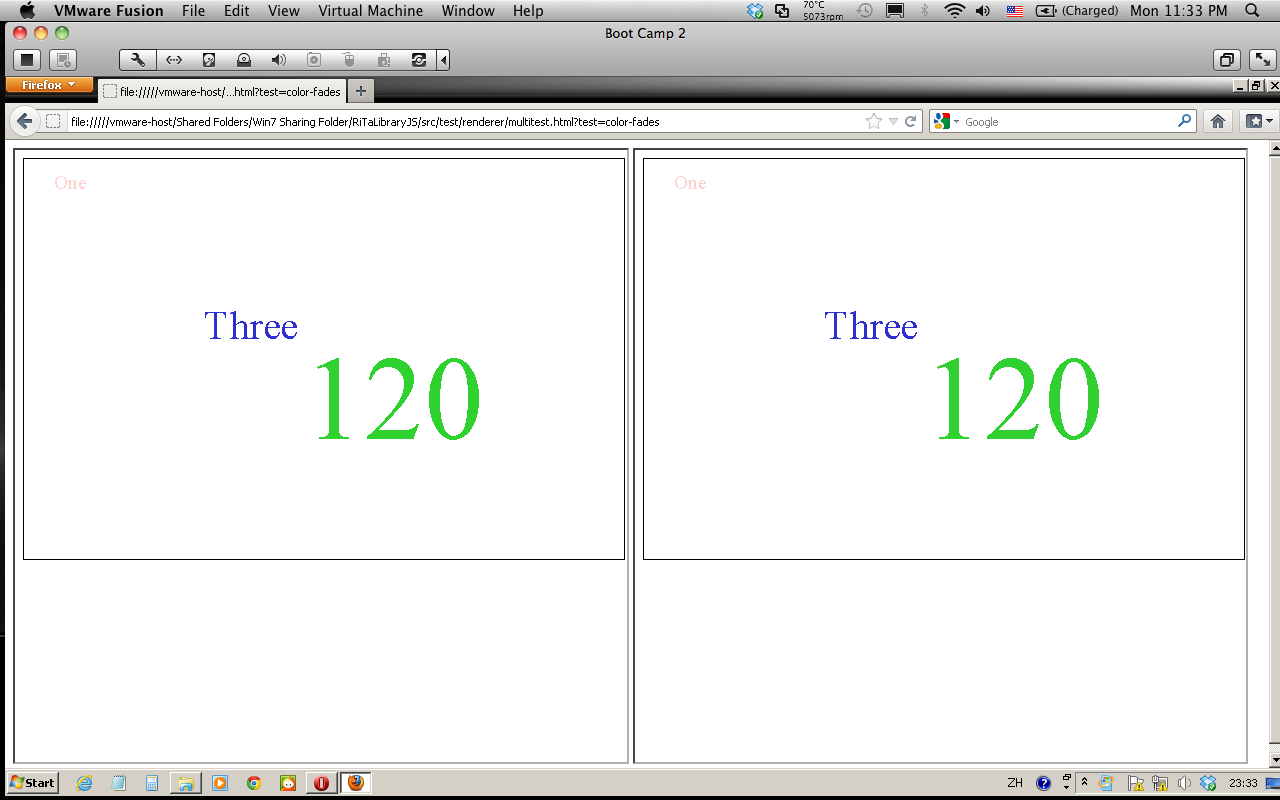 VMware Fusion File Edit View Virtual Machine Window Help 70°C 5073rpm (Charged) Mon 11:33 PM
Boot Camp 2
Firefox file://///vmware-host/...html?test=color-fades
file://///vmware-host/Shared Folders/Win7 Sharing Folder/RiTaLibraryJS/src/test/renderer/multitest.html?test=color-fades Google
One One
Three Three
120 120
Start ZH 23:33